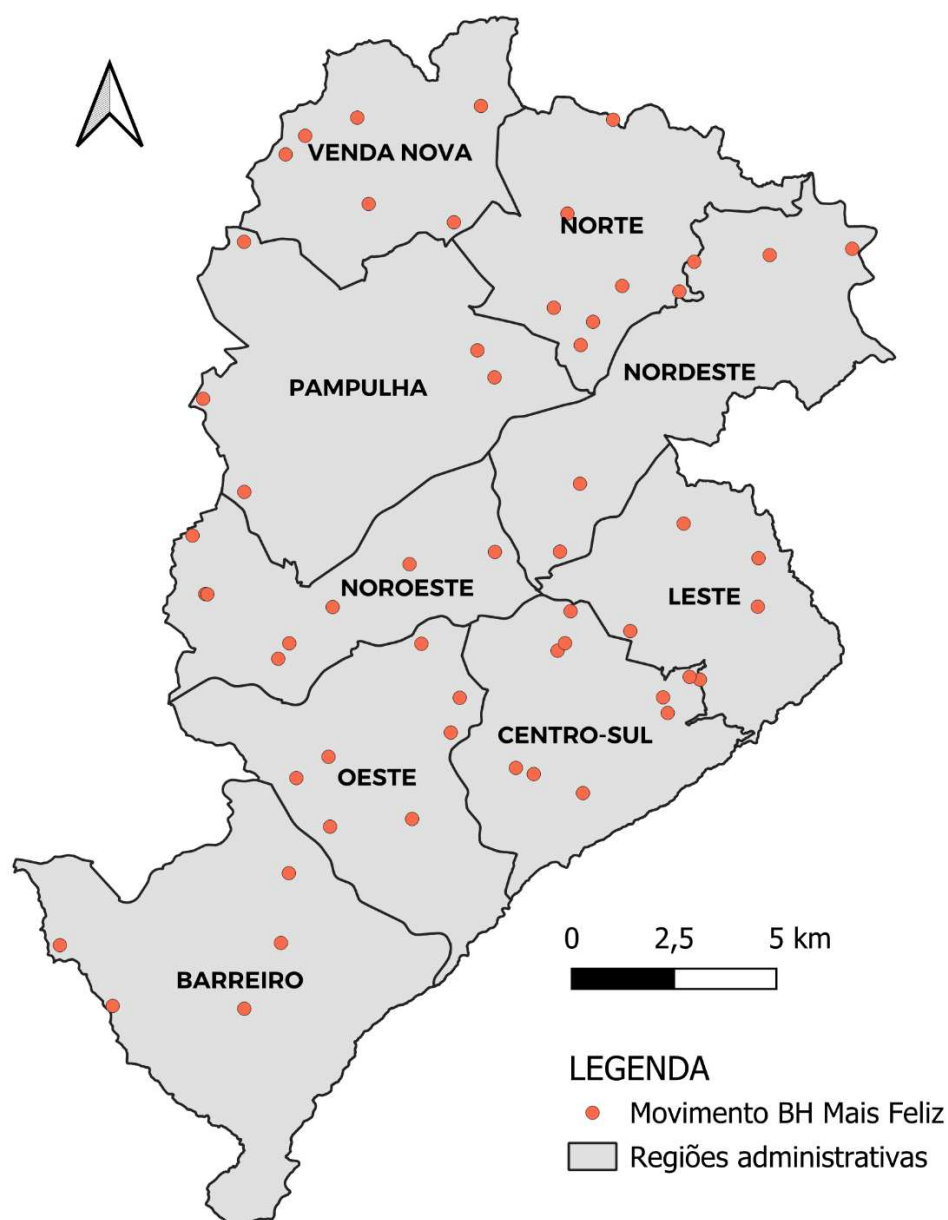 VENDA NOVA
NORTE
NORDESTE
PAMPULHA
NOROESTE
LESTE
CENTRO-SUL
OESTE
BARREIRO
0 2,5 5 km
LEGENDA
Movimento BH Mais Feliz
Regiões administrativas